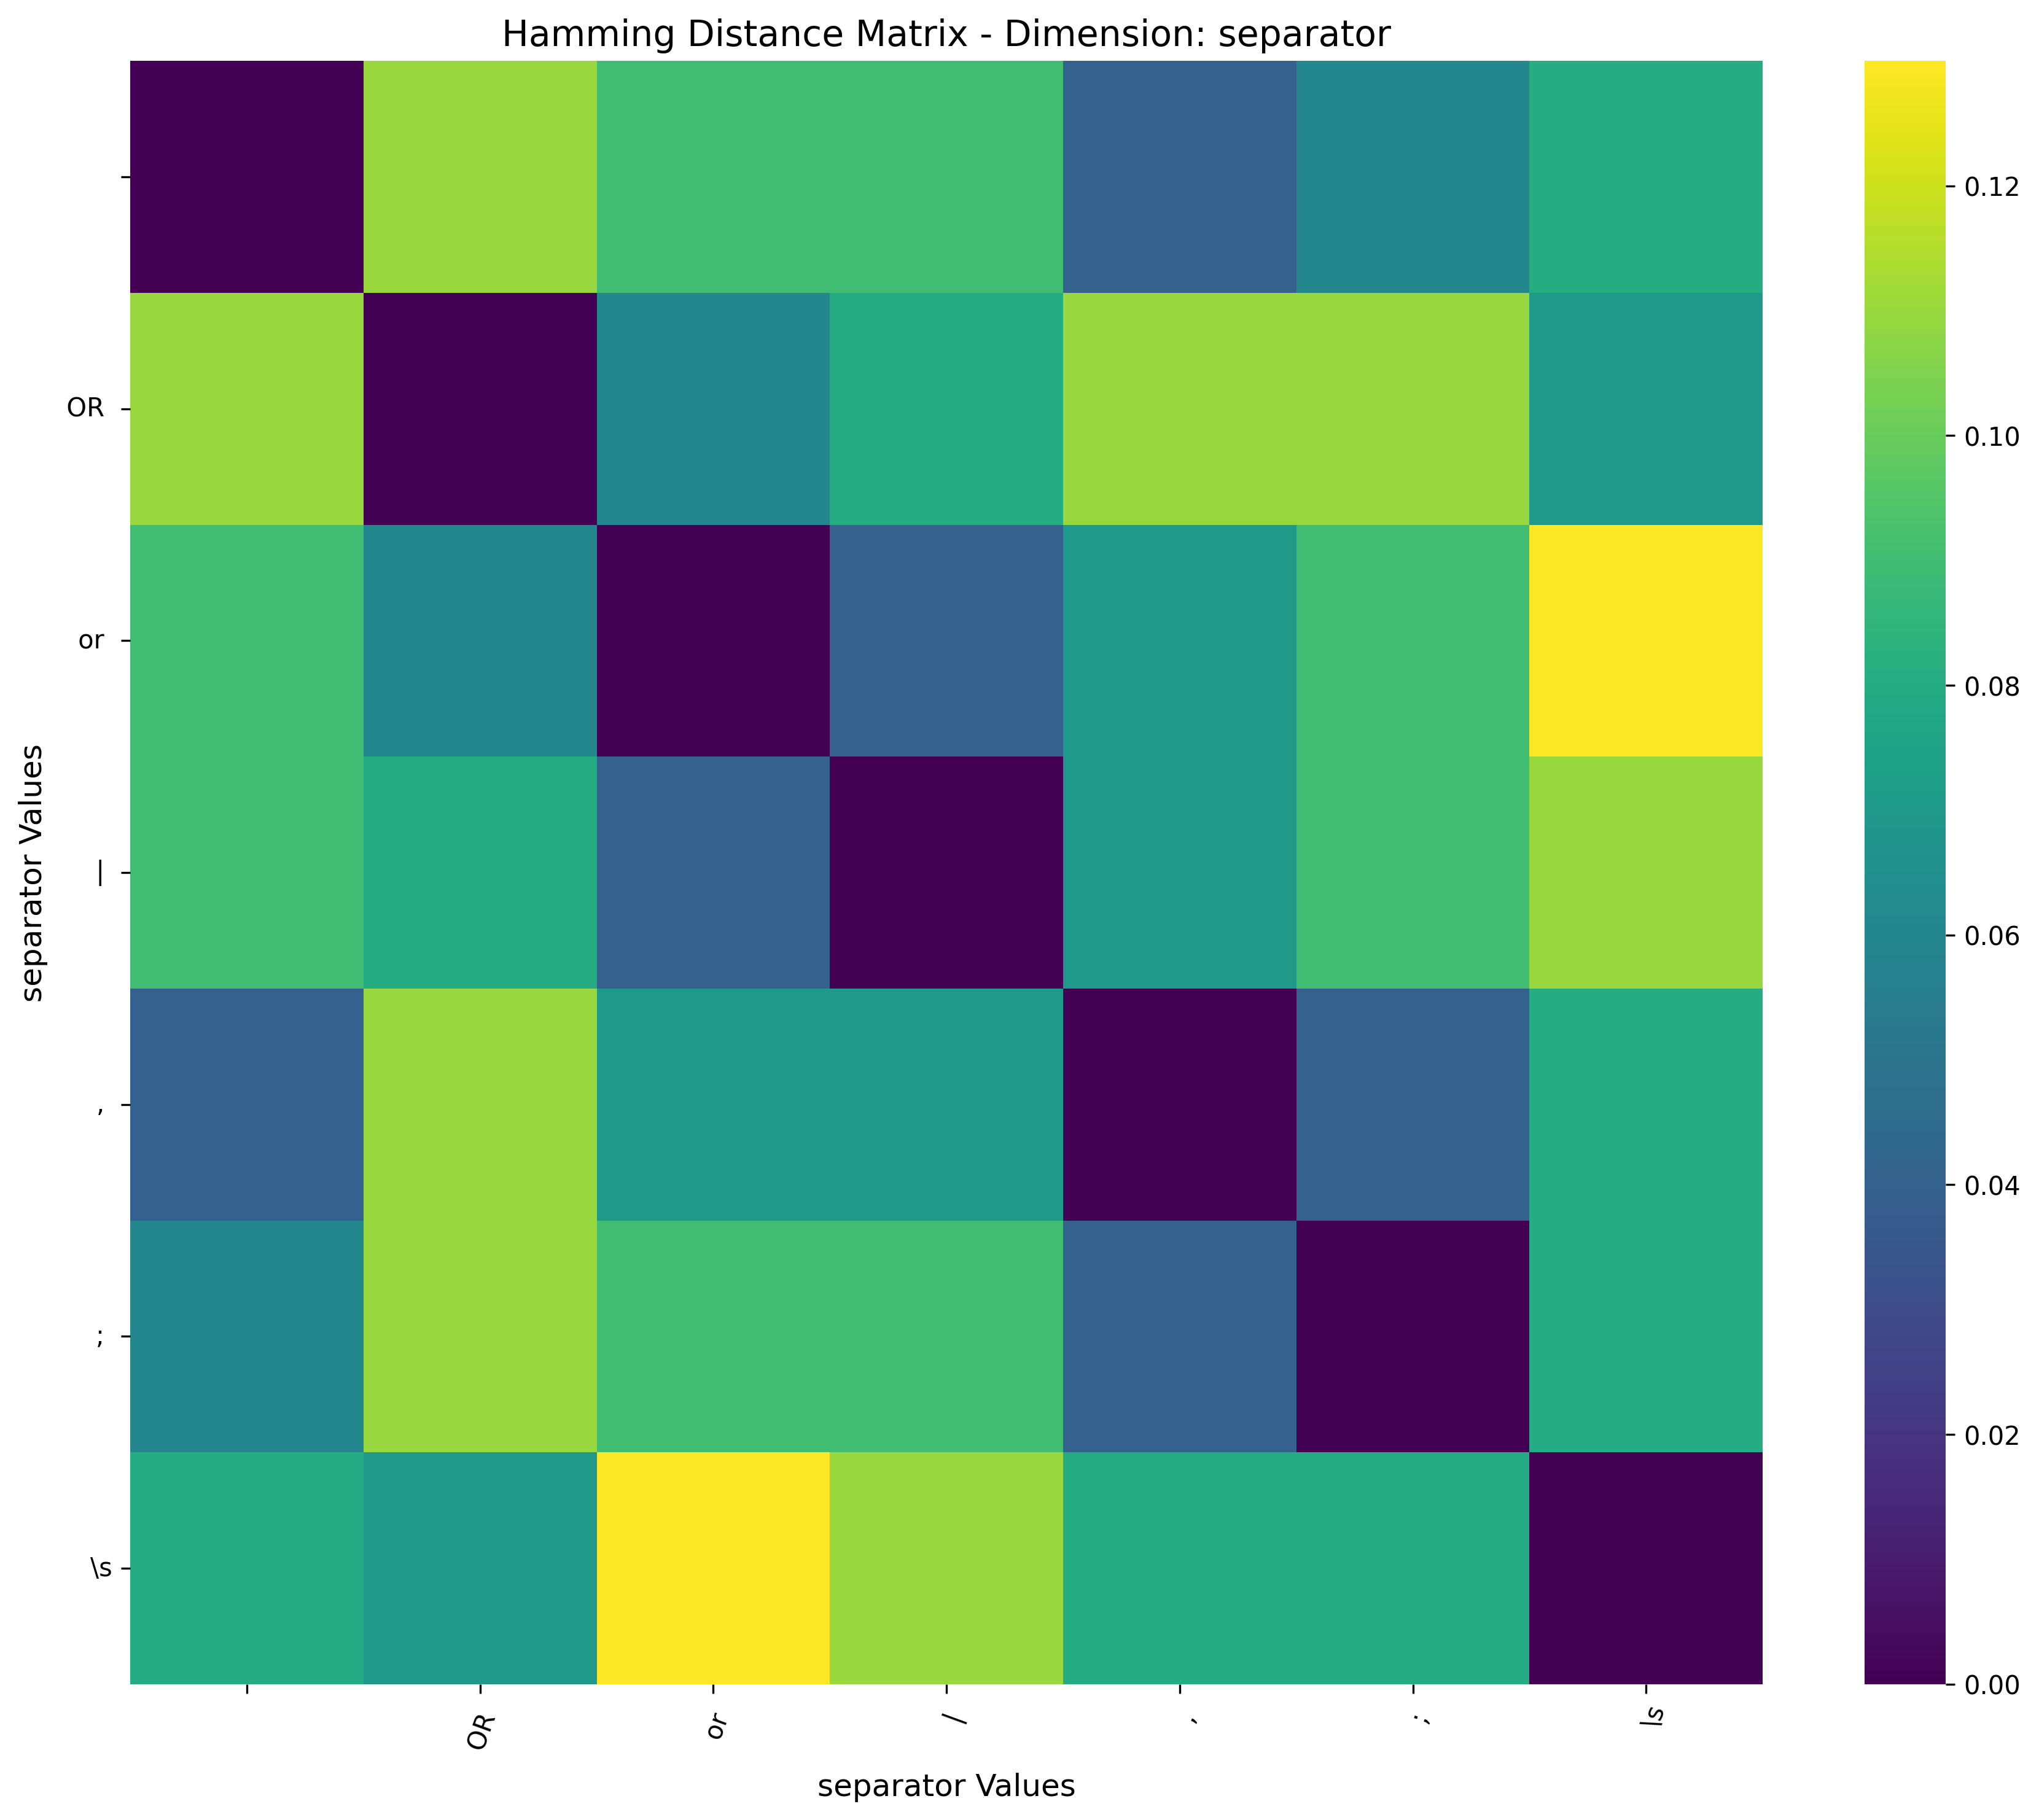 Hamming Distance Matrix - Dimension: separator
separator Values
OR
or
|
,
;
\s
OR
or
|
,
;
\s
separator Values
0.12
0.10
0.08
0.06
0.04
0.02
0.00